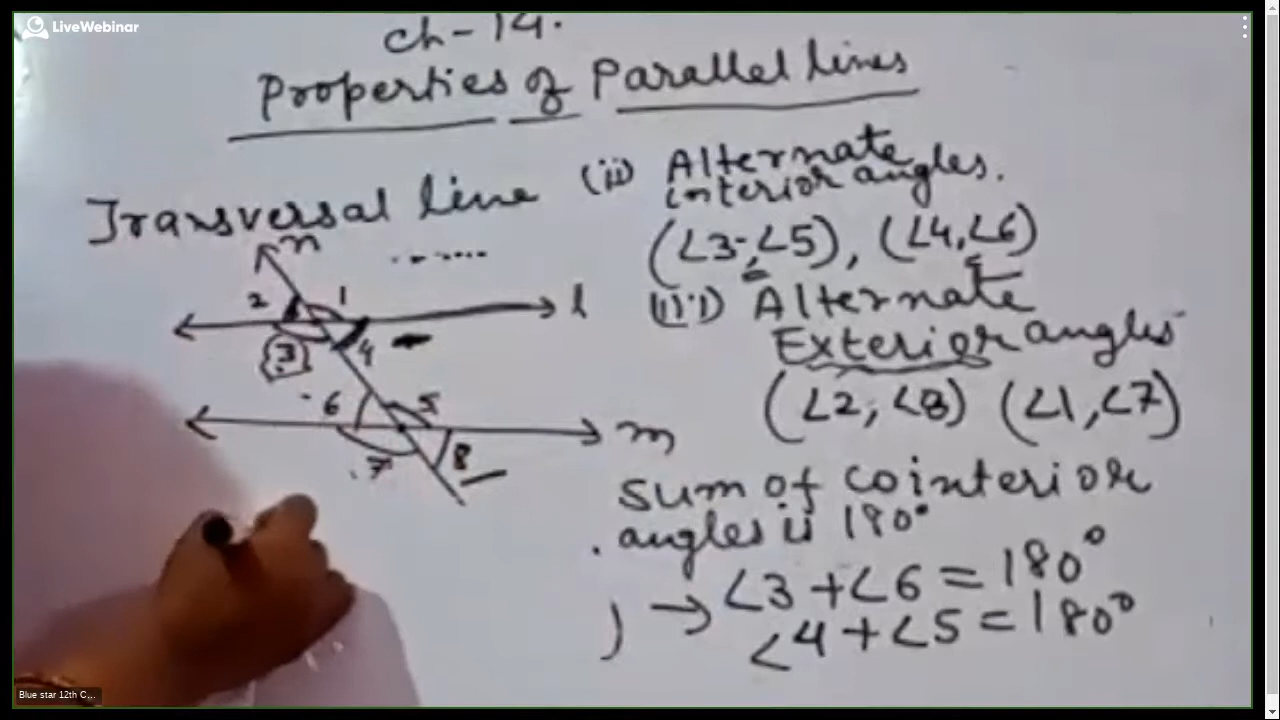 LiveWebinar
Ch-14.
Properties of Parallel lines
Transversal line
n
2 1
l
3 4
6 5
m
7 8
(ii) Alternate
interior angles.
(∠3,∠5), (∠4,∠6)
(iii) Alternate
Exterior angles
(∠2, ∠8) (∠1, ∠7)
Sum of cointerior
angles is 180°
) → ∠3 + ∠6 = 180°
∠4 + ∠5 = 180°
Blue star 12th C...